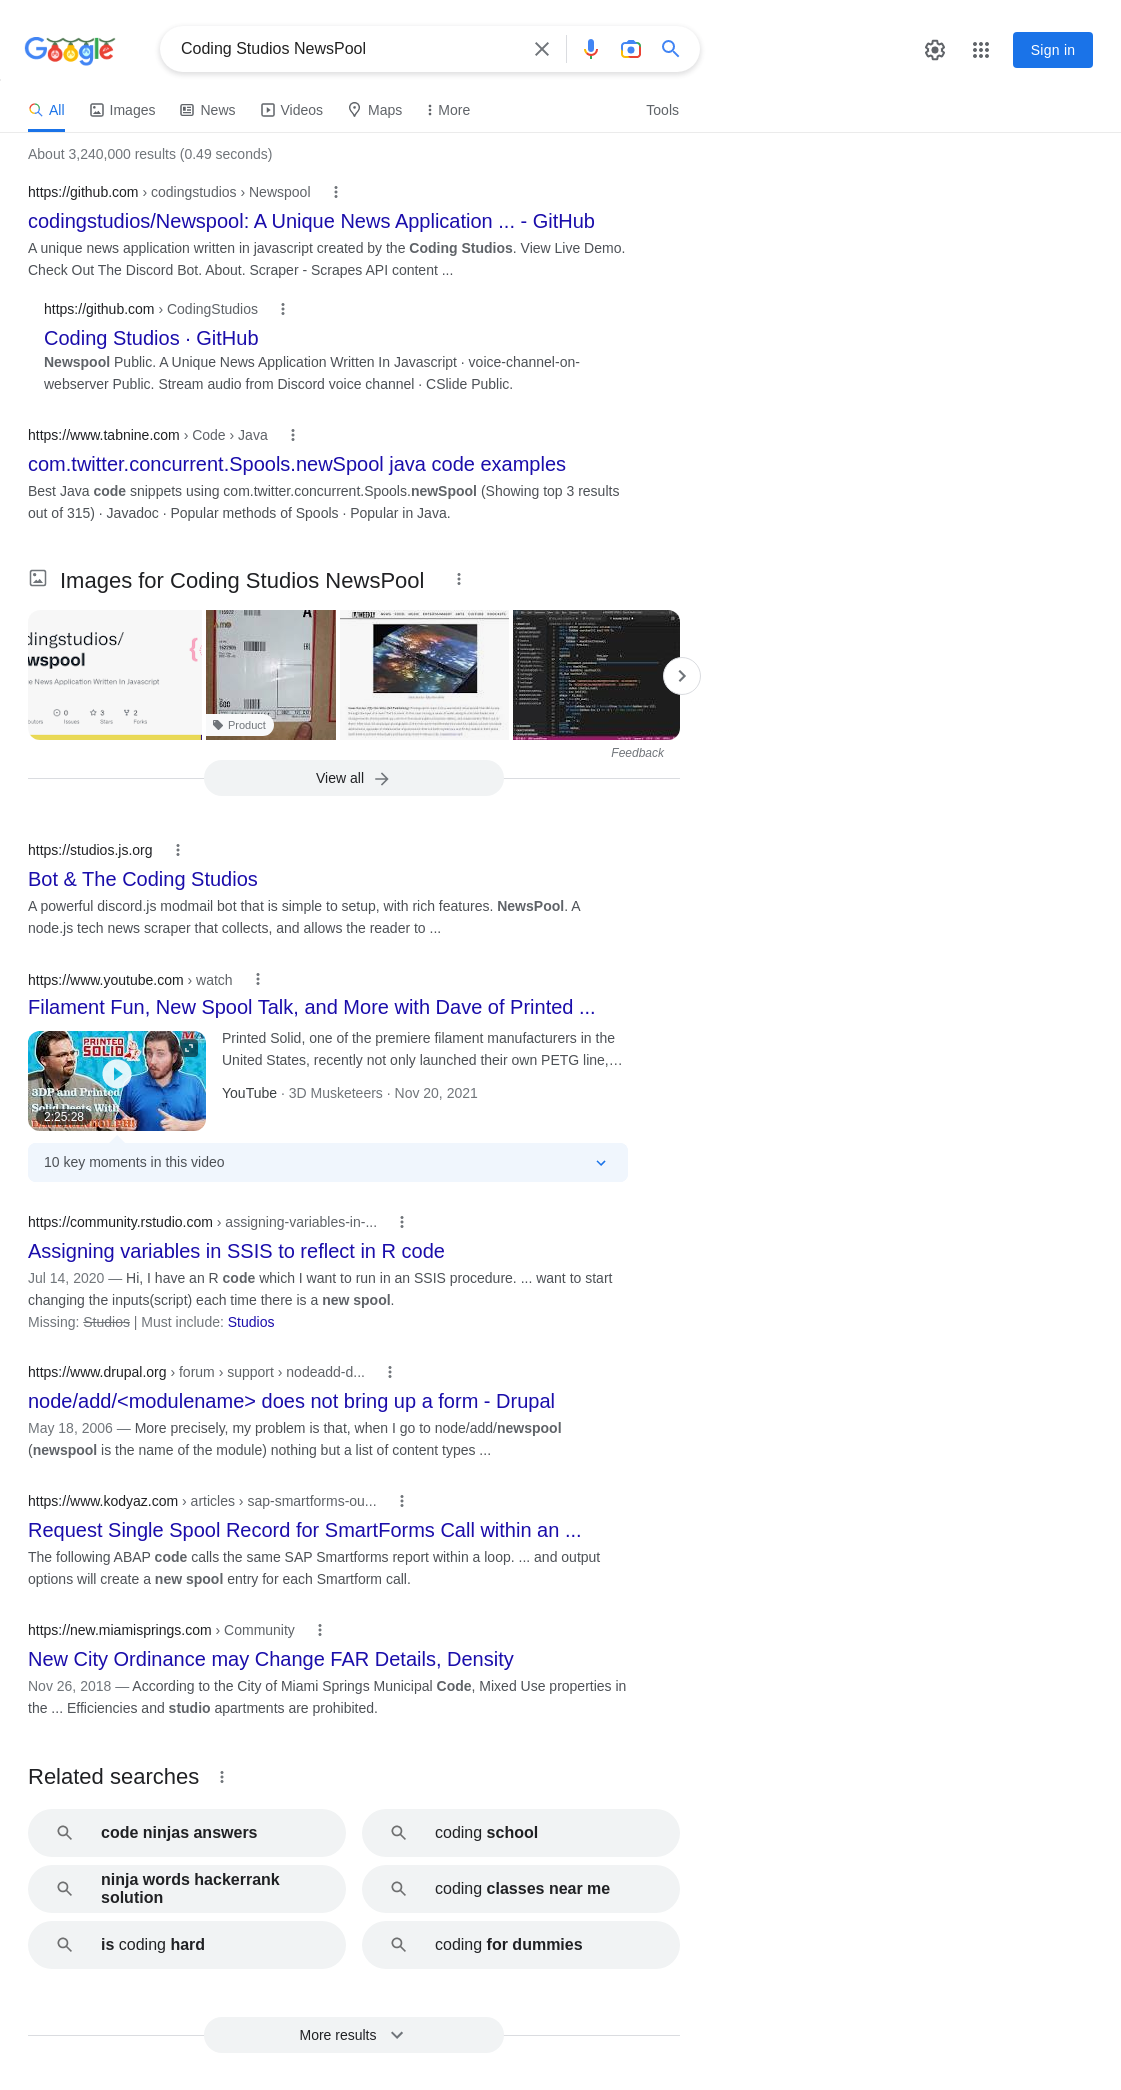 Google
Coding Studios NewsPool
Sign in
All
Images
News
Videos
Maps
More
Tools
About 3,240,000 results (0.49 seconds)
https://github.com › codingstudios › Newspool
codingstudios/Newspool: A Unique News Application ... - GitHub
A unique news application written in javascript created by the Coding Studios. View Live Demo.
Check Out The Discord Bot. About. Scraper - Scrapes API content ...
https://github.com › CodingStudios
Coding Studios · GitHub
Newspool Public. A Unique News Application Written In Javascript · voice-channel-on-
webserver Public. Stream audio from Discord voice channel · CSlide Public.
https://www.tabnine.com › Code › Java
com.twitter.concurrent.Spools.newSpool java code examples
Best Java code snippets using com.twitter.concurrent.Spools.newSpool (Showing top 3 results
out of 315) · Javadoc · Popular methods of Spools · Popular in Java.
Images for Coding Studios NewsPool
dingstudios/
wspool
e News Application Written In Javascript
0
3
2
utors
Issues
Stars
Forks
Product
Feedback
View all
https://studios.js.org
Bot & The Coding Studios
A powerful discord.js modmail bot that is simple to setup, with rich features. NewsPool. A
node.js tech news scraper that collects, and allows the reader to ...
https://www.youtube.com › watch
Filament Fun, New Spool Talk, and More with Dave of Printed ...
PRINTED
SOLID
3DP and Printed
Solid Deets With
2:25:28
Printed Solid, one of the premiere filament manufacturers in the
United States, recently not only launched their own PETG line,...
YouTube · 3D Musketeers · Nov 20, 2021
10 key moments in this video
https://community.rstudio.com › assigning-variables-in-...
Assigning variables in SSIS to reflect in R code
Jul 14, 2020 — Hi, I have an R code which I want to run in an SSIS procedure. ... want to start
changing the inputs(script) each time there is a new spool.
Missing: Studios | Must include: Studios
https://www.drupal.org › forum › support › nodeadd-d...
node/add/<modulename> does not bring up a form - Drupal
May 18, 2006 — More precisely, my problem is that, when I go to node/add/newspool
(newspool is the name of the module) nothing but a list of content types ...
https://www.kodyaz.com › articles › sap-smartforms-ou...
Request Single Spool Record for SmartForms Call within an ...
The following ABAP code calls the same SAP Smartforms report within a loop. ... and output
options will create a new spool entry for each Smartform call.
https://new.miamisprings.com › Community
New City Ordinance may Change FAR Details, Density
Nov 26, 2018 — According to the City of Miami Springs Municipal Code, Mixed Use properties in
the ... Efficiencies and studio apartments are prohibited.
Related searches
code ninjas answers
coding school
ninja words hackerrank
solution
coding classes near me
is coding hard
coding for dummies
More results